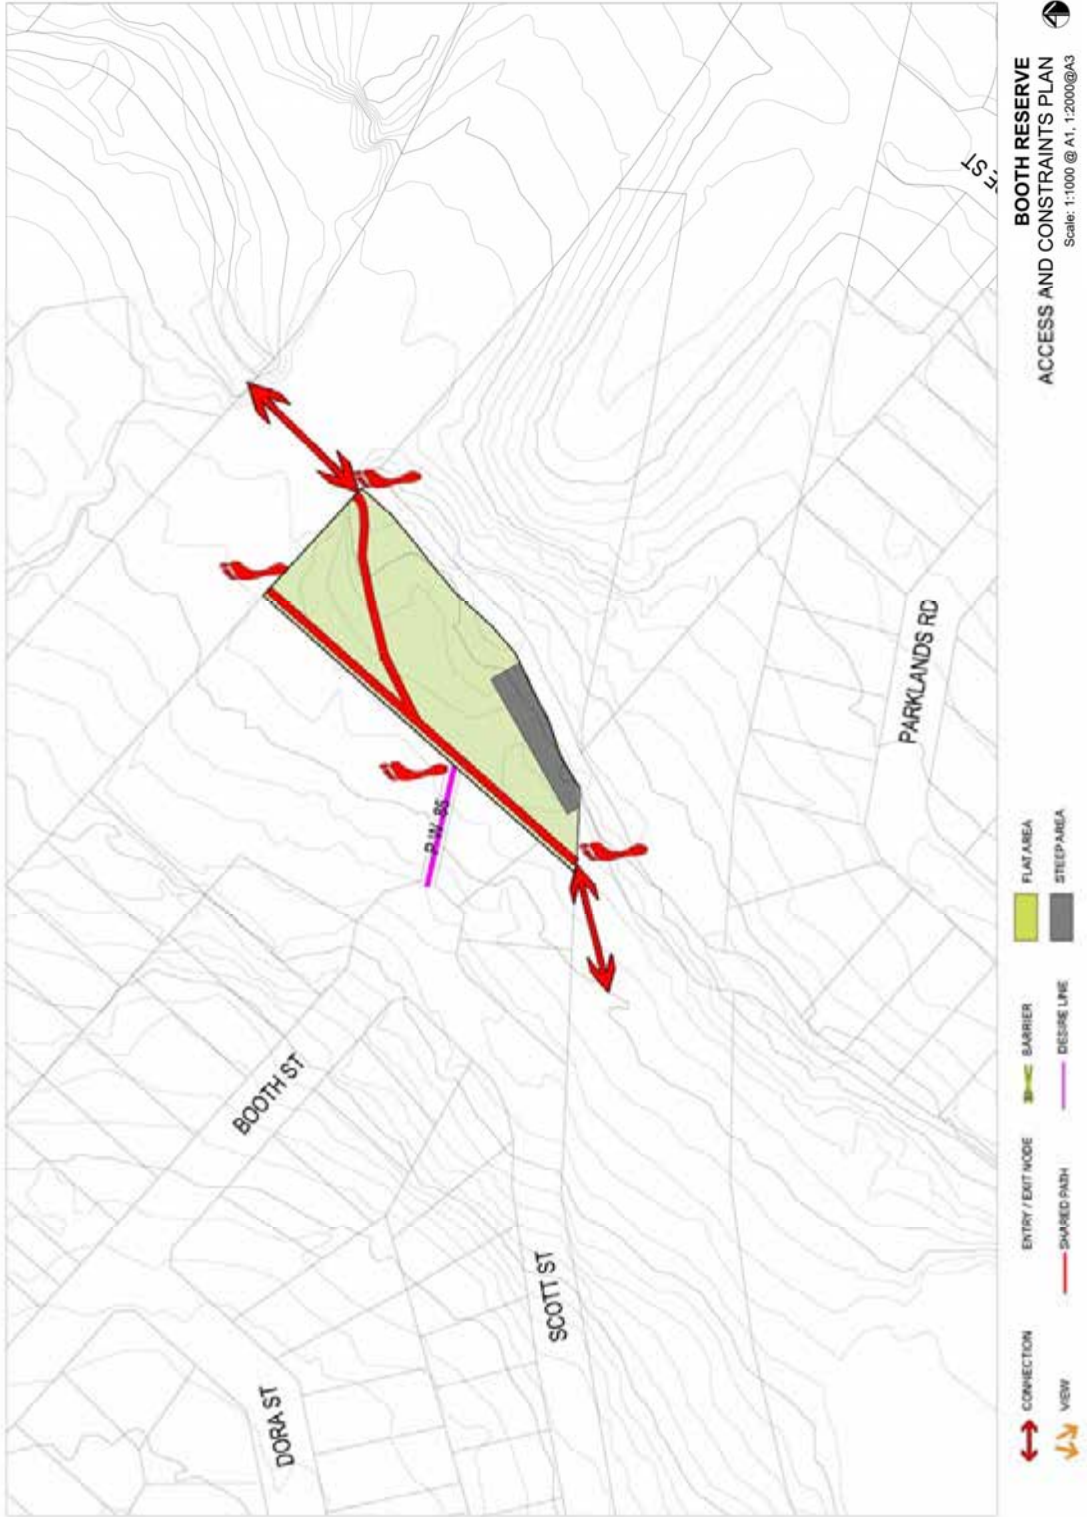 BOOTH RESERVE
ACCESS AND CONSTRAINTS PLAN
Scale: 1:1000 @ A1, 1:2000@A3
PARKLANDS RD
BOOTH ST
SCOTT ST
DORA ST
CONNECTION
ENTRY / EXIT NODE
BARRIER
FLAT AREA
VIEW
SHARED PATH
DESIRE LINE
STEEP AREA